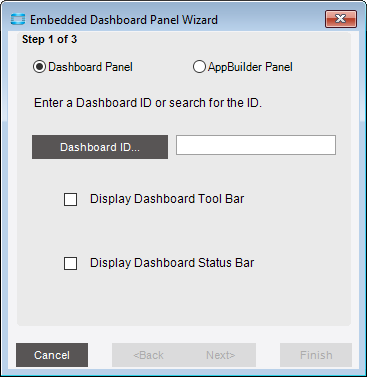 Embedded Dashboard Panel Wizard
Step 1 of 3
Dashboard Panel AppBuilder Panel
Enter a Dashboard ID or search for the ID.
Dashboard ID...
Display Dashboard Tool Bar
Display Dashboard Status Bar
Cancel <Back Next> Finish